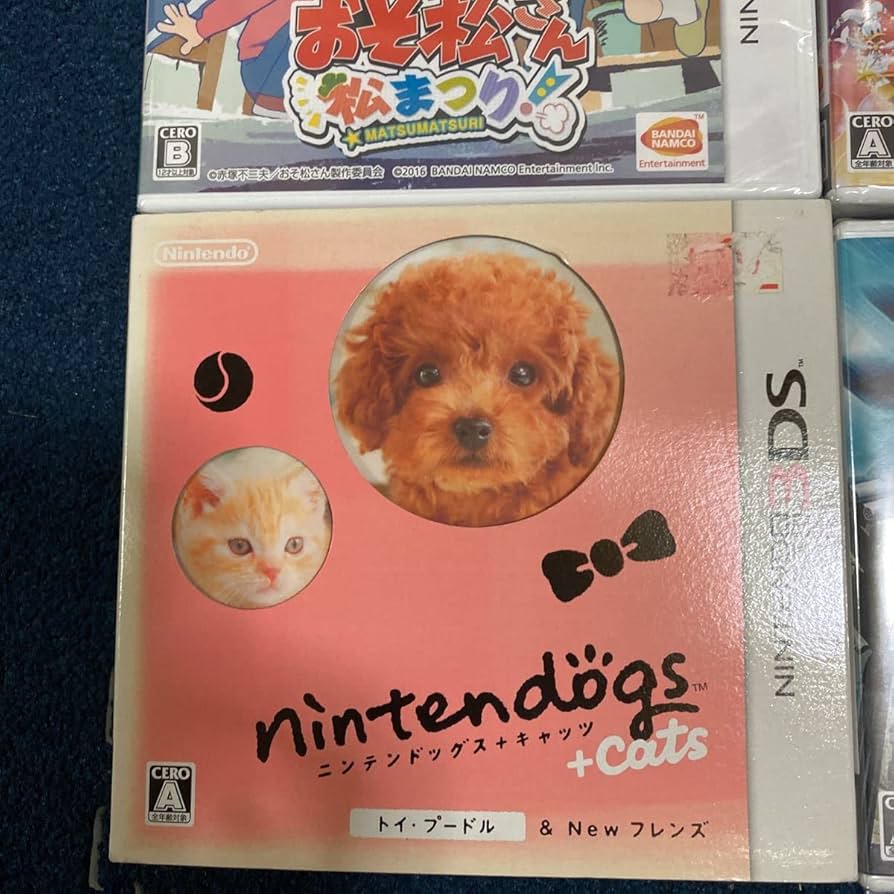 おそ松さん
松まつり!
MATSUMATSURI
CERO
B
12才以上対象
BANDAI
NAMCO
Entertainment
©赤塚不二夫/おそ松さん製作委員会 ©2016 BANDAI NAMCO Entertainment Inc.
NIN
CERO
A
全年齢対象
Nintendo
NINTENDO3DS™
nintendogs™
ニンテンドッグス+キャッツ
+cats
CERO
A
全年齢対象
トイ・プードル & New フレンズ